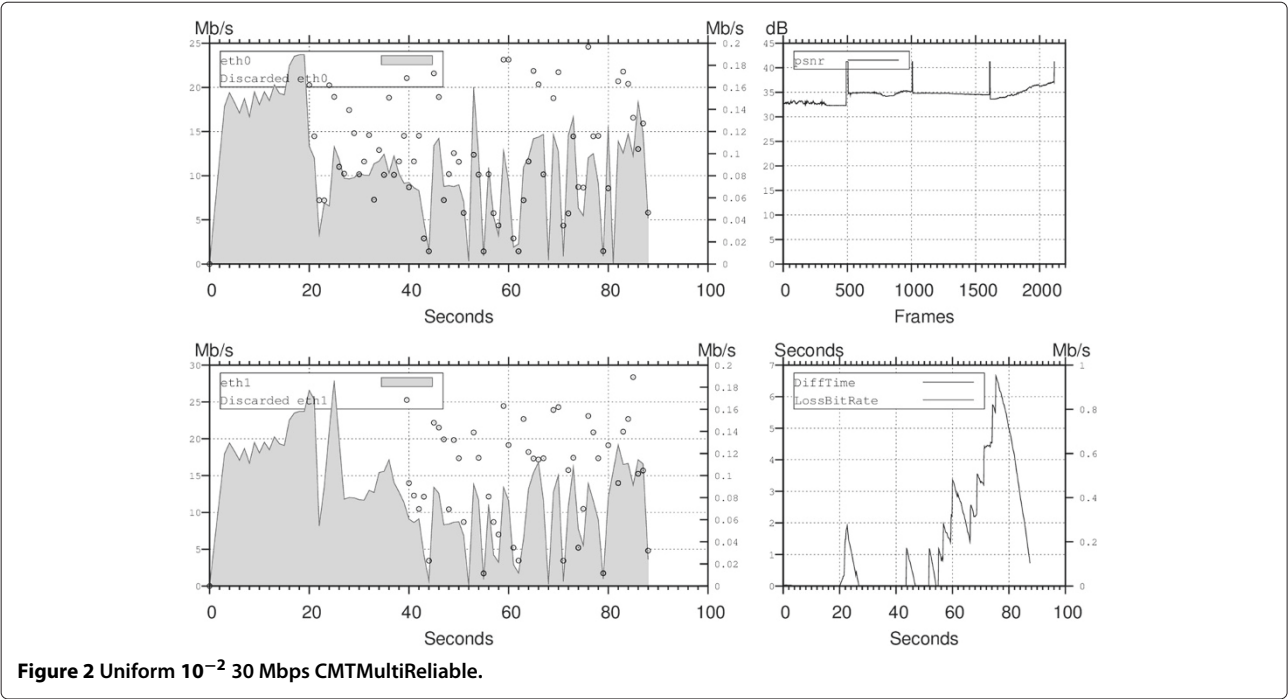 Mb/s Mb/s
25 0.2
eth0
Discarded eth0
0.18
20 0.16
0.14
15 0.12
0.1
10 0.08
0.06
5 0.04
0.02
0 0
0 20 40 60 80 100
Seconds
dB
45
psnr
40
35
30
25
20
15
10
5
0
0 500 1000 1500 2000
Frames
Mb/s Mb/s
30 0.2
eth1
Discarded eth1
0.18
25 0.16
0.14
20
0.12
15 0.1
0.08
10
0.06
5 0.04
0.02
0 0
0 20 40 60 80 100
Seconds
Seconds Mb/s
7 1
DiffTime
LossBitRate
6
0.8
5
4 0.6
3 0.4
2
0.2
1
0 0
0 20 40 60 80 100
Seconds
Figure 2 Uniform 10⁻² 30 Mbps CMTMultiReliable.